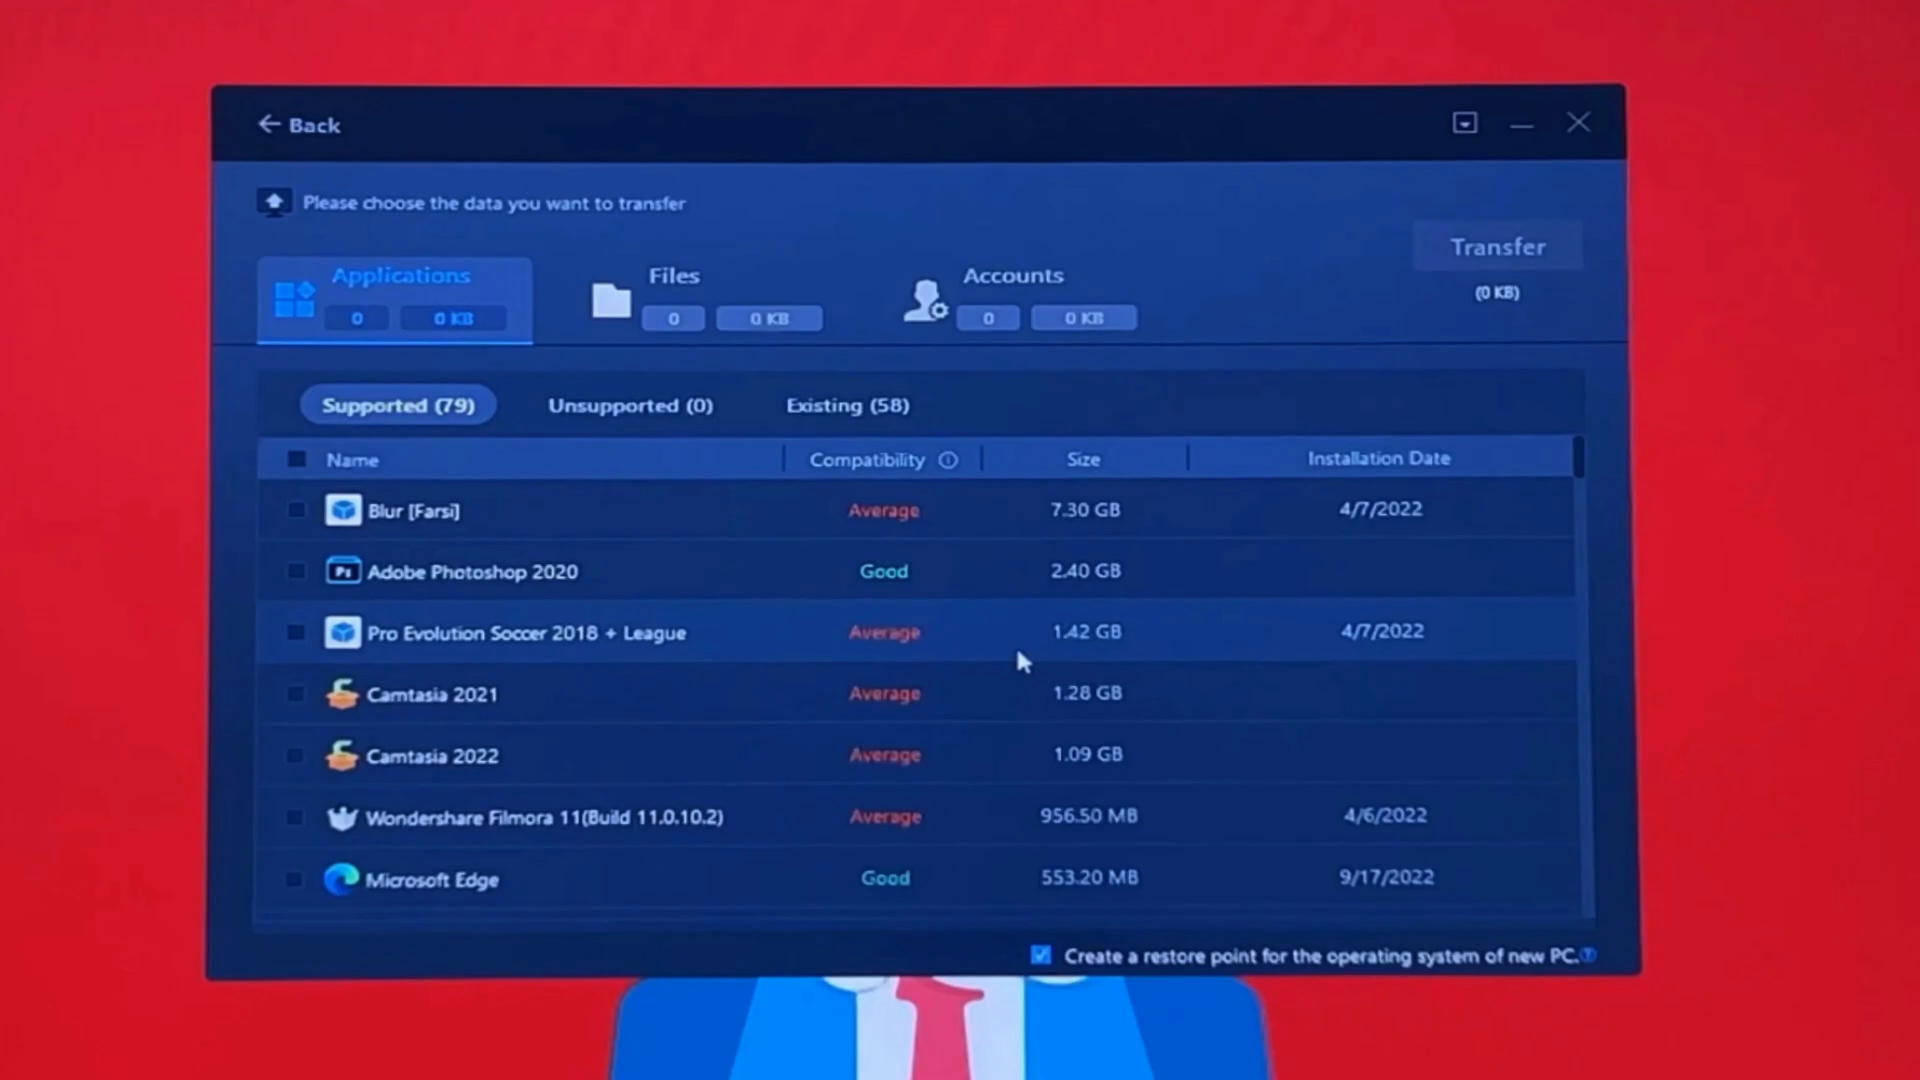 Back
Please choose the data you want to transfer
Transfer
(0 KB)
Applications
0 0 KB
Files
0 0 KB
Accounts
0 0 KB
Supported (79) Unsupported (0) Existing (58)
Name Compatibility Size Installation Date
Blur [Farsi] Average 7.30 GB 4/7/2022
Ps Adobe Photoshop 2020 Good 2.40 GB
Pro Evolution Soccer 2018 + League Average 1.42 GB 4/7/2022
Camtasia 2021 Average 1.28 GB
Camtasia 2022 Average 1.09 GB
Wondershare Filmora 11(Build 11.0.10.2) Average 956.50 MB 4/6/2022
Microsoft Edge Good 553.20 MB 9/17/2022
Create a restore point for the operating system of new PC.